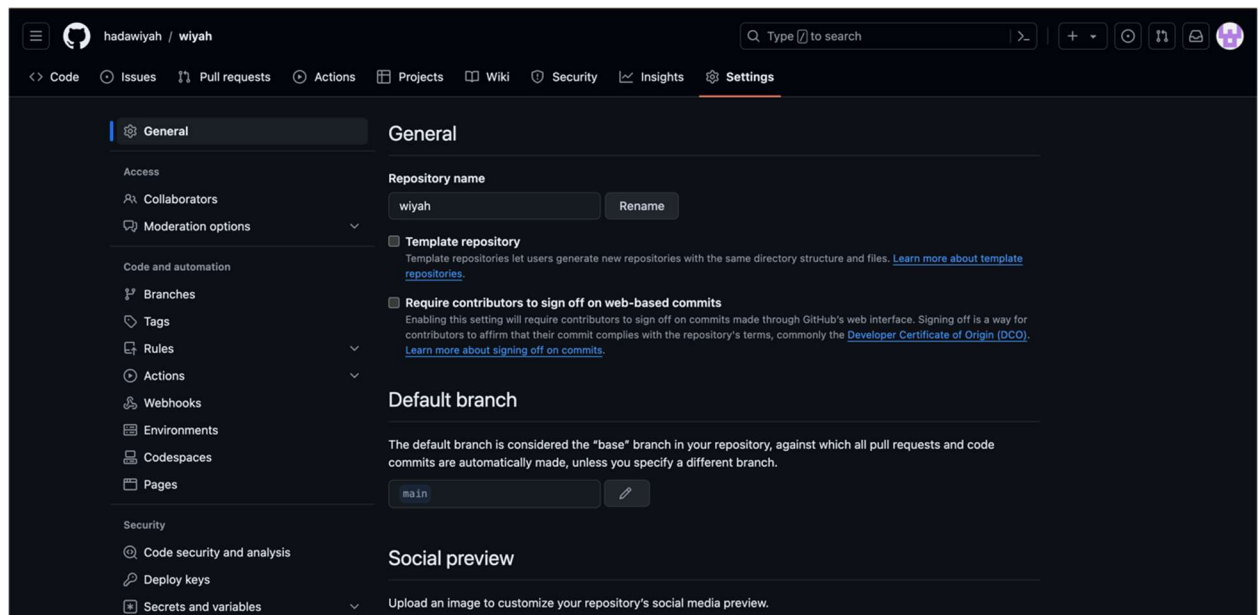 hadawiyah / wiyah
Type / to search
Code
Issues
Pull requests
Actions
Projects
Wiki
Security
Insights
Settings
General
Access
Collaborators
Moderation options
Code and automation
Branches
Tags
Rules
Actions
Webhooks
Environments
Codespaces
Pages
Security
Code security and analysis
Deploy keys
Secrets and variables
General
Repository name
wiyah
Rename
Template repository
Template repositories let users generate new repositories with the same directory structure and files. Learn more about template
repositories.
Require contributors to sign off on web-based commits
Enabling this setting will require contributors to sign off on commits made through GitHub's web interface. Signing off is a way for
contributors to affirm that their commit complies with the repository's terms, commonly the Developer Certificate of Origin (DCO).
Learn more about signing off on commits.
Default branch
The default branch is considered the “base” branch in your repository, against which all pull requests and code
commits are automatically made, unless you specify a different branch.
main
Social preview
Upload an image to customize your repository's social media preview.